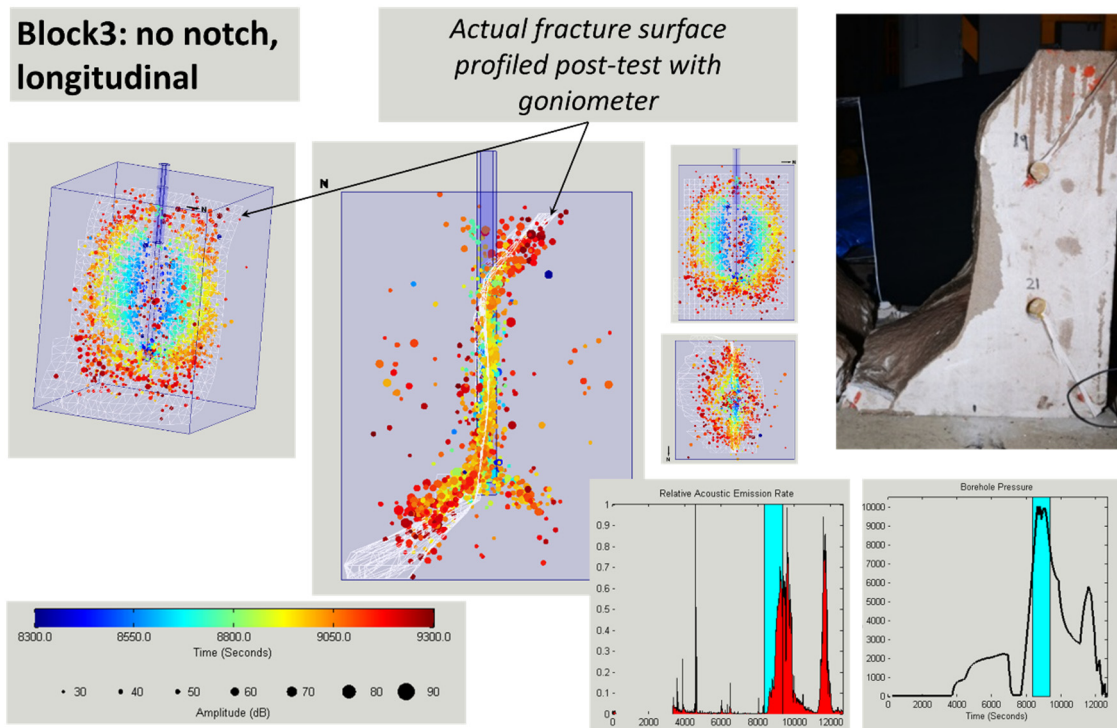 Block3: no notch,
longitudinal
Actual fracture surface
profiled post-test with
goniometer
N
N
19
21
Relative Acoustic Emission Rate
1
0.9
0.8
0.7
0.6
0.5
0.4
0.3
0.2
0.1
0
0 2000 4000 6000 8000 10000 12000
Borehole Pressure
10000
9000
8000
7000
6000
5000
4000
3000
2000
1000
0
0 2000 4000 6000 8000 10000 12000
Time (Seconds)
8300.0 8550.0 8800.0 9050.0 9300.0
Time (Seconds)
30 40 50 60 70 80 90
Amplitude (dB)